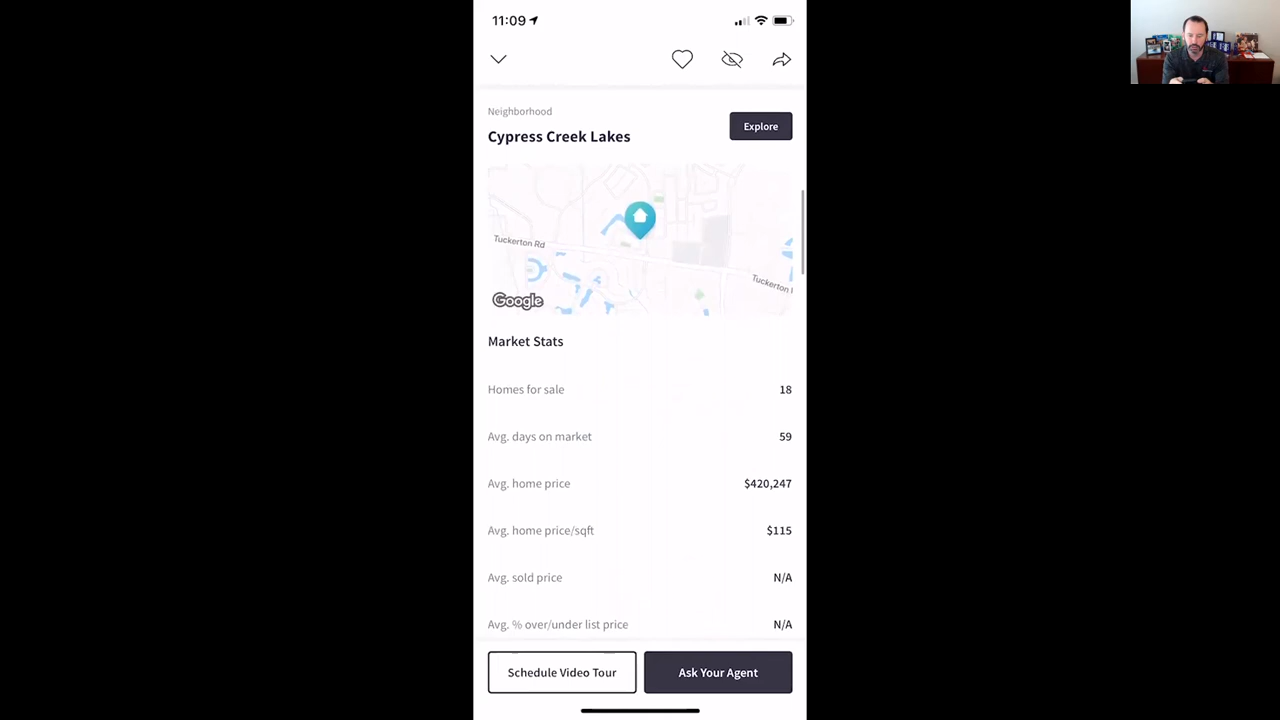 11:09
Neighborhood
Cypress Creek Lakes
Explore
Tuckerton Rd
Tuckerton
Google
Market Stats
Homes for sale 18
Avg. days on market 59
Avg. home price $420,247
Avg. home price/sqft $115
Avg. sold price N/A
Avg. % over/under list price N/A
Schedule Video Tour Ask Your Agent